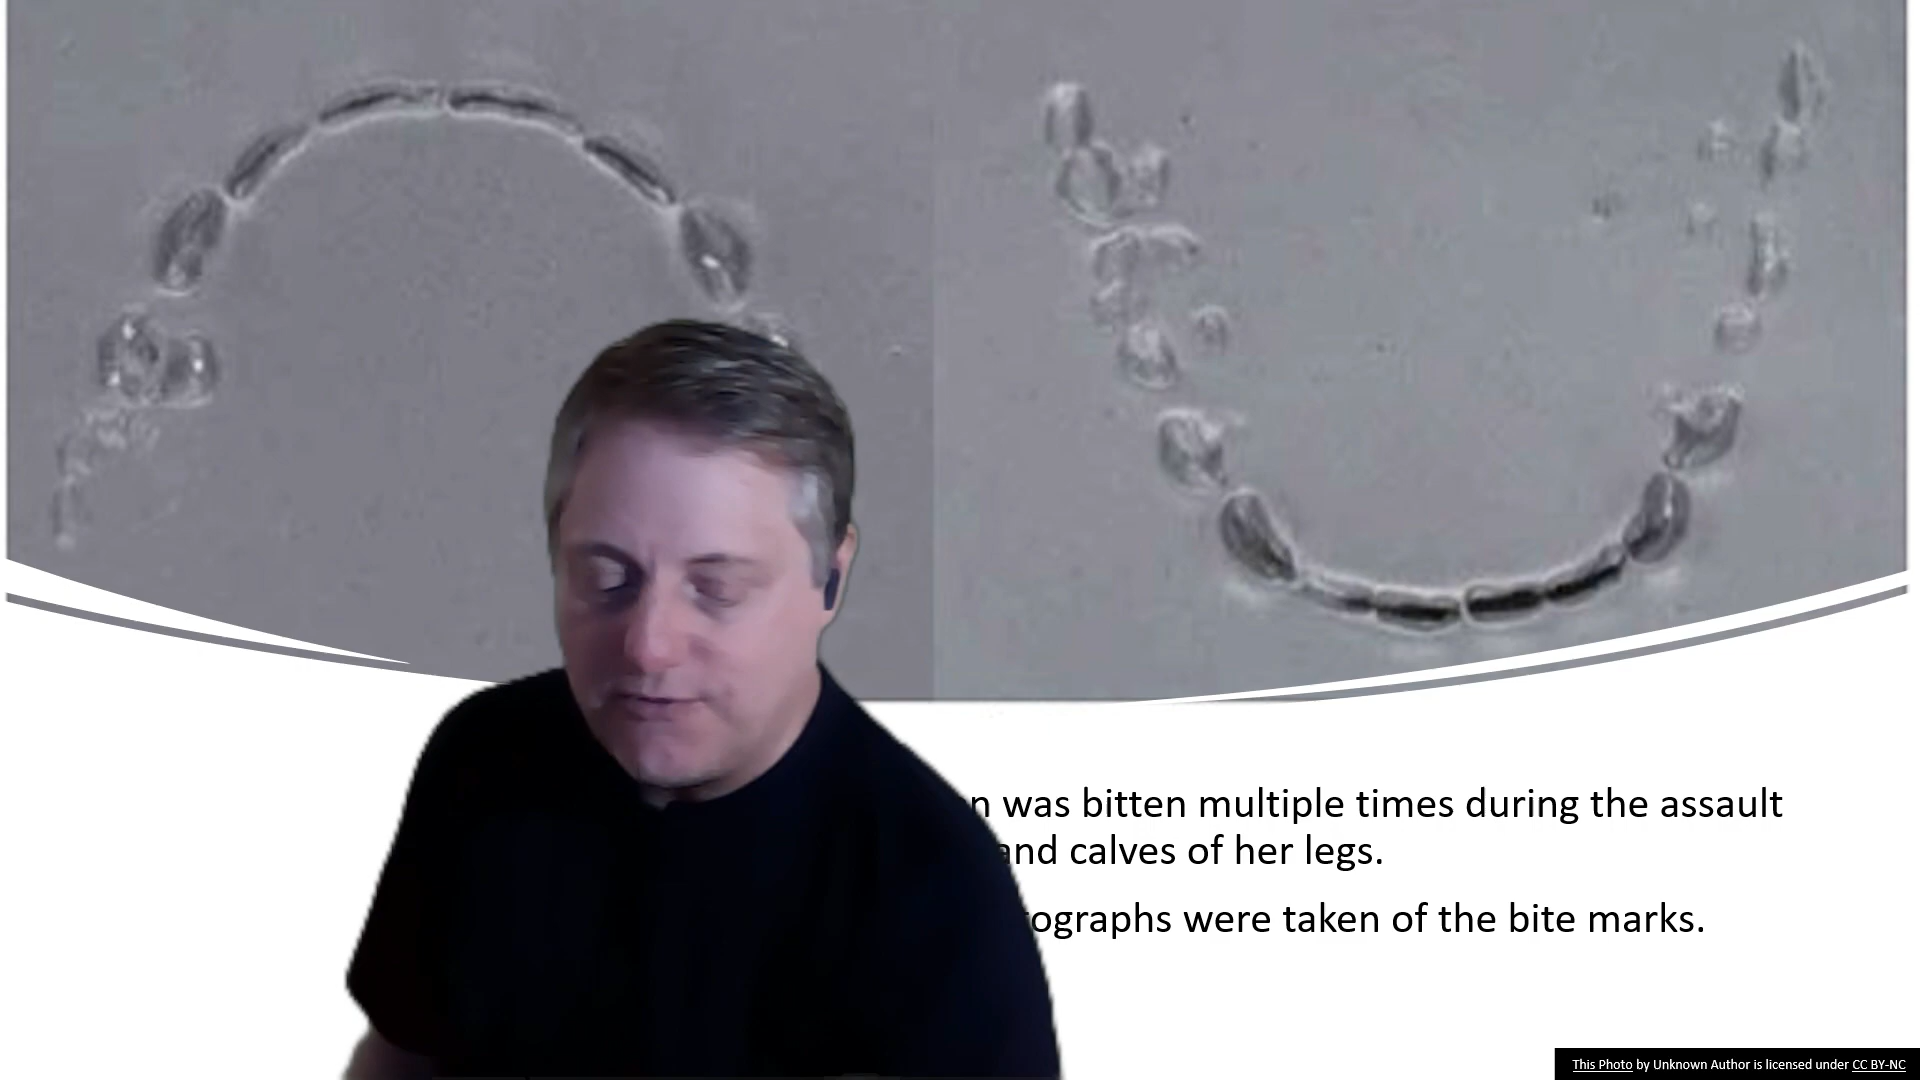 was bitten multiple times during the assault
and calves of her legs.
were taken of the bite marks.
This Photo by Unknown Author is licensed under CC BY-NC